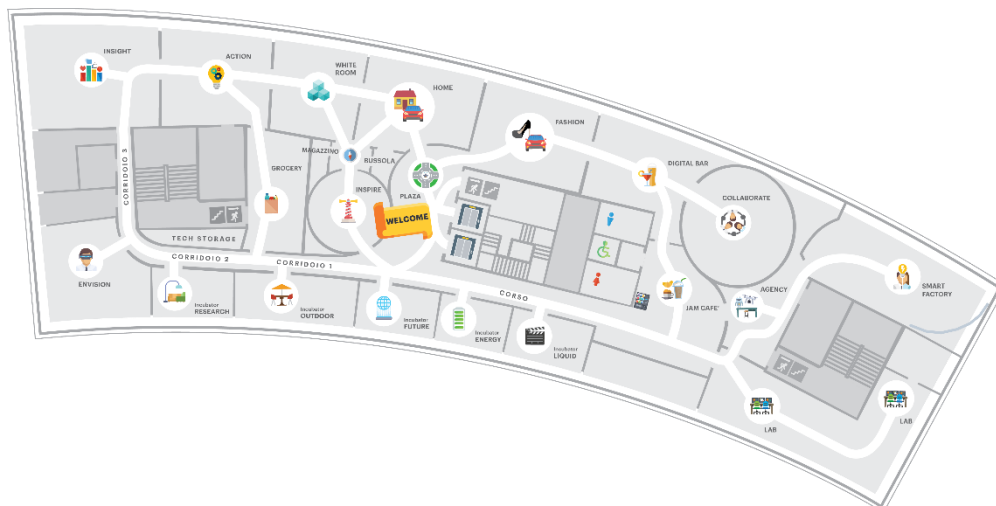 INSIGHT
ACTION
WHITE
ROOM
HOME
FASHION
MAGAZZINO
BUSSOLA
DIGITAL BAR
GROCERY
INSPIRE
PLAZA
COLLABORATE
WELCOME
CORRIDOIO 3
TECH STORAGE
CORRIDOIO 2
CORRIDOIO 1
ENVISION
CORSO
AGENCY
SMART
FACTORY
Incubator
RESEARCH
Incubator
OUTDOOR
Incubator
FUTURE
Incubator
ENERGY
Incubator
LIQUID
JAM CAFE'
LAB
LAB